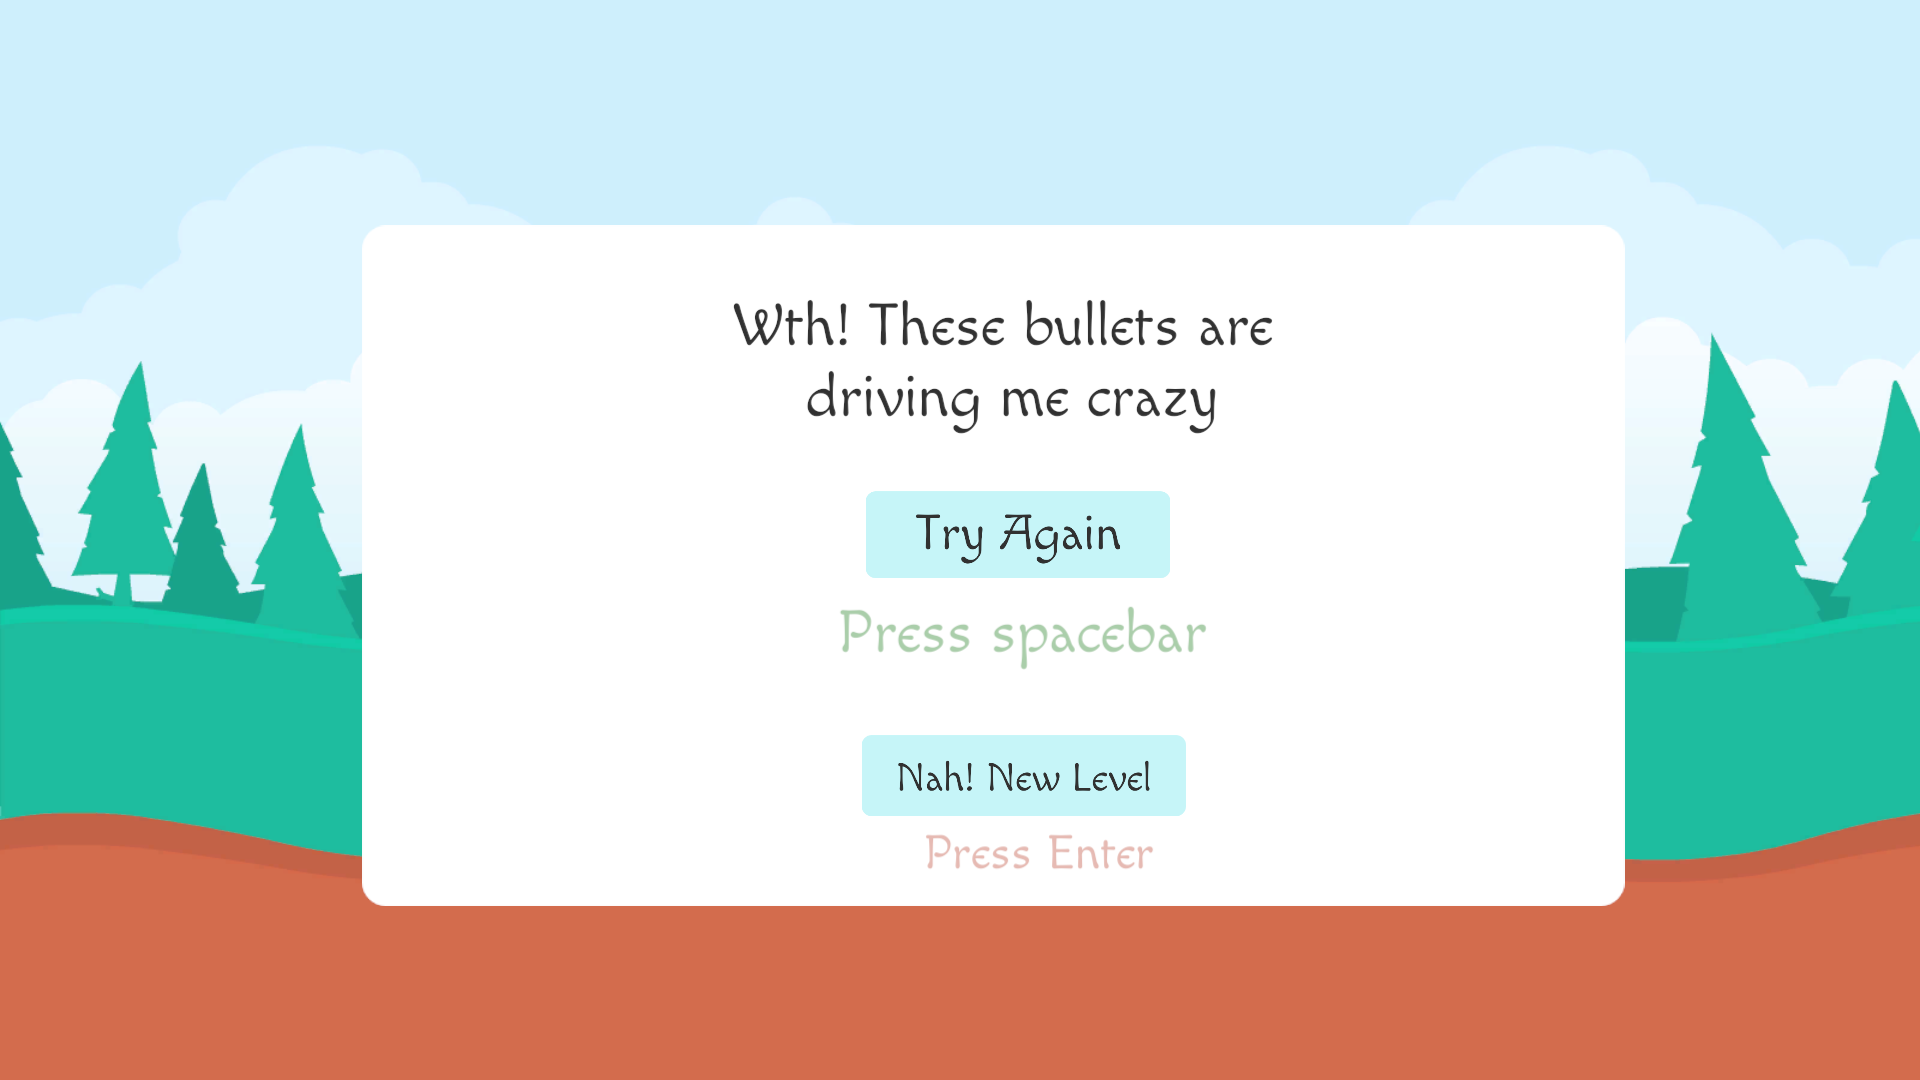 Wth! These bullets are
driving me crazy
Try Again
Press spacebar
Nah! New Level
Press Enter